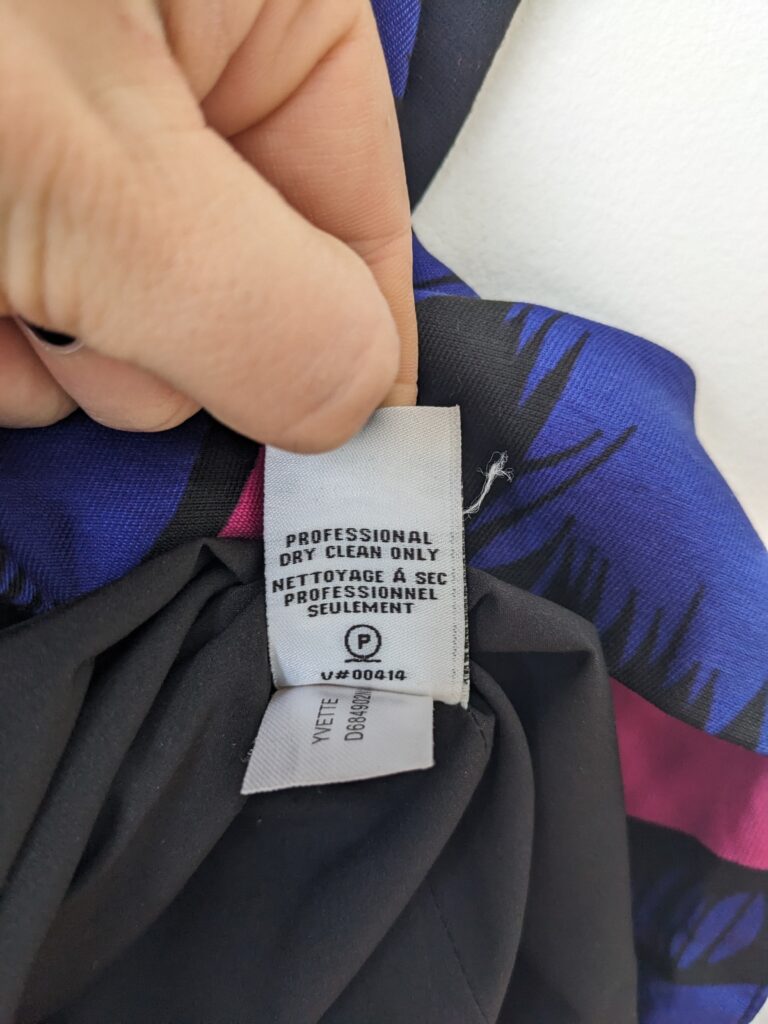 PROFESSIONAL
DRY CLEAN ONLY
NETTOYAGE Á SEC
PROFESSIONNEL
SEULEMENT
P
V#00414
YVETTE